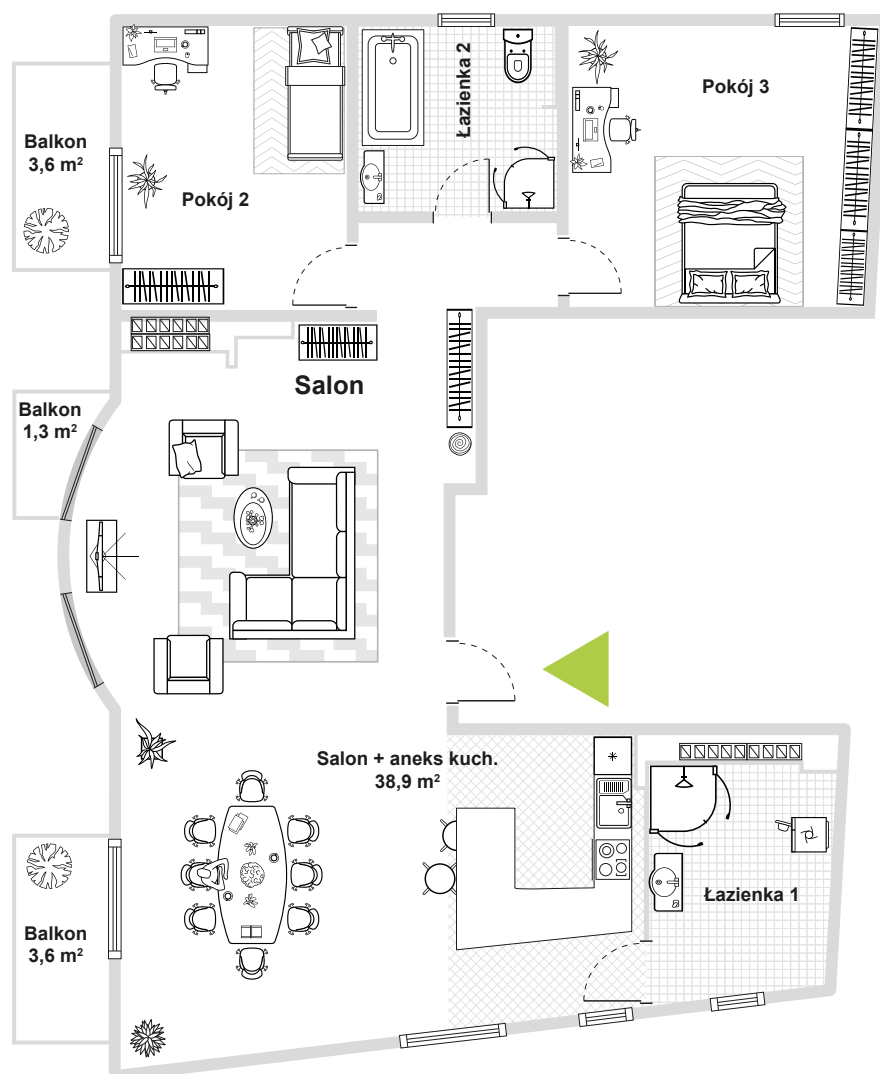 Łazienka 2
Pokój 3
Balkon
3,6 m²
Pokój 2
Salon
Balkon
1,3 m²
Salon + aneks kuch.
38,9 m²
Łazienka 1
Balkon
3,6 m²